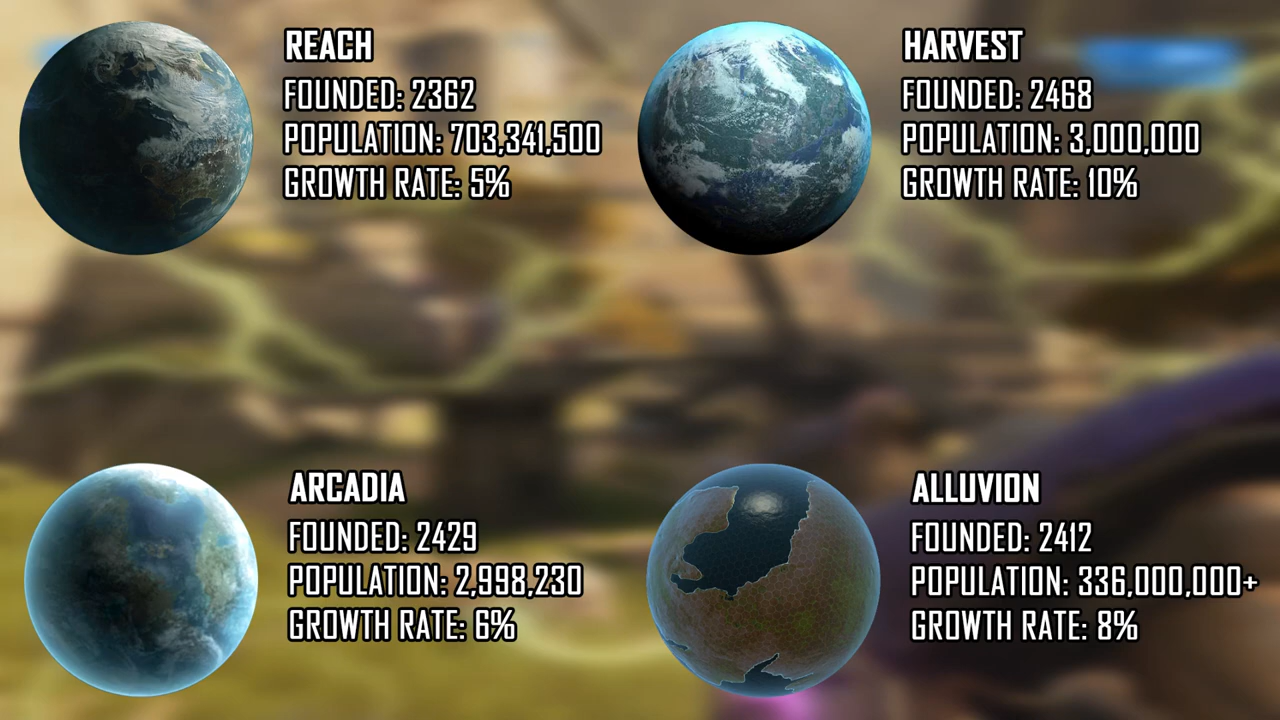 REACH
FOUNDED: 2362
POPULATION: 703,341,500
GROWTH RATE: 5%
HARVEST
FOUNDED: 2468
POPULATION: 3,000,000
GROWTH RATE: 10%
ARCADIA
FOUNDED: 2429
POPULATION: 2,998,230
GROWTH RATE: 6%
ALLUVION
FOUNDED: 2412
POPULATION: 336,000,000+
GROWTH RATE: 8%